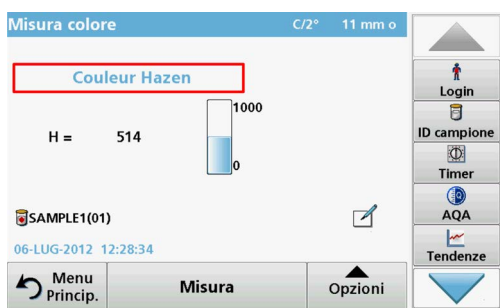 Misura colore C/2° 11 mm o
Couleur Hazen
1000
H = 514
0
SAMPLE1(01)
06-LUG-2012 12:28:34
Menu Princip.
Misura
Opzioni
Login
ID campione
Timer
AQA
Tendenze